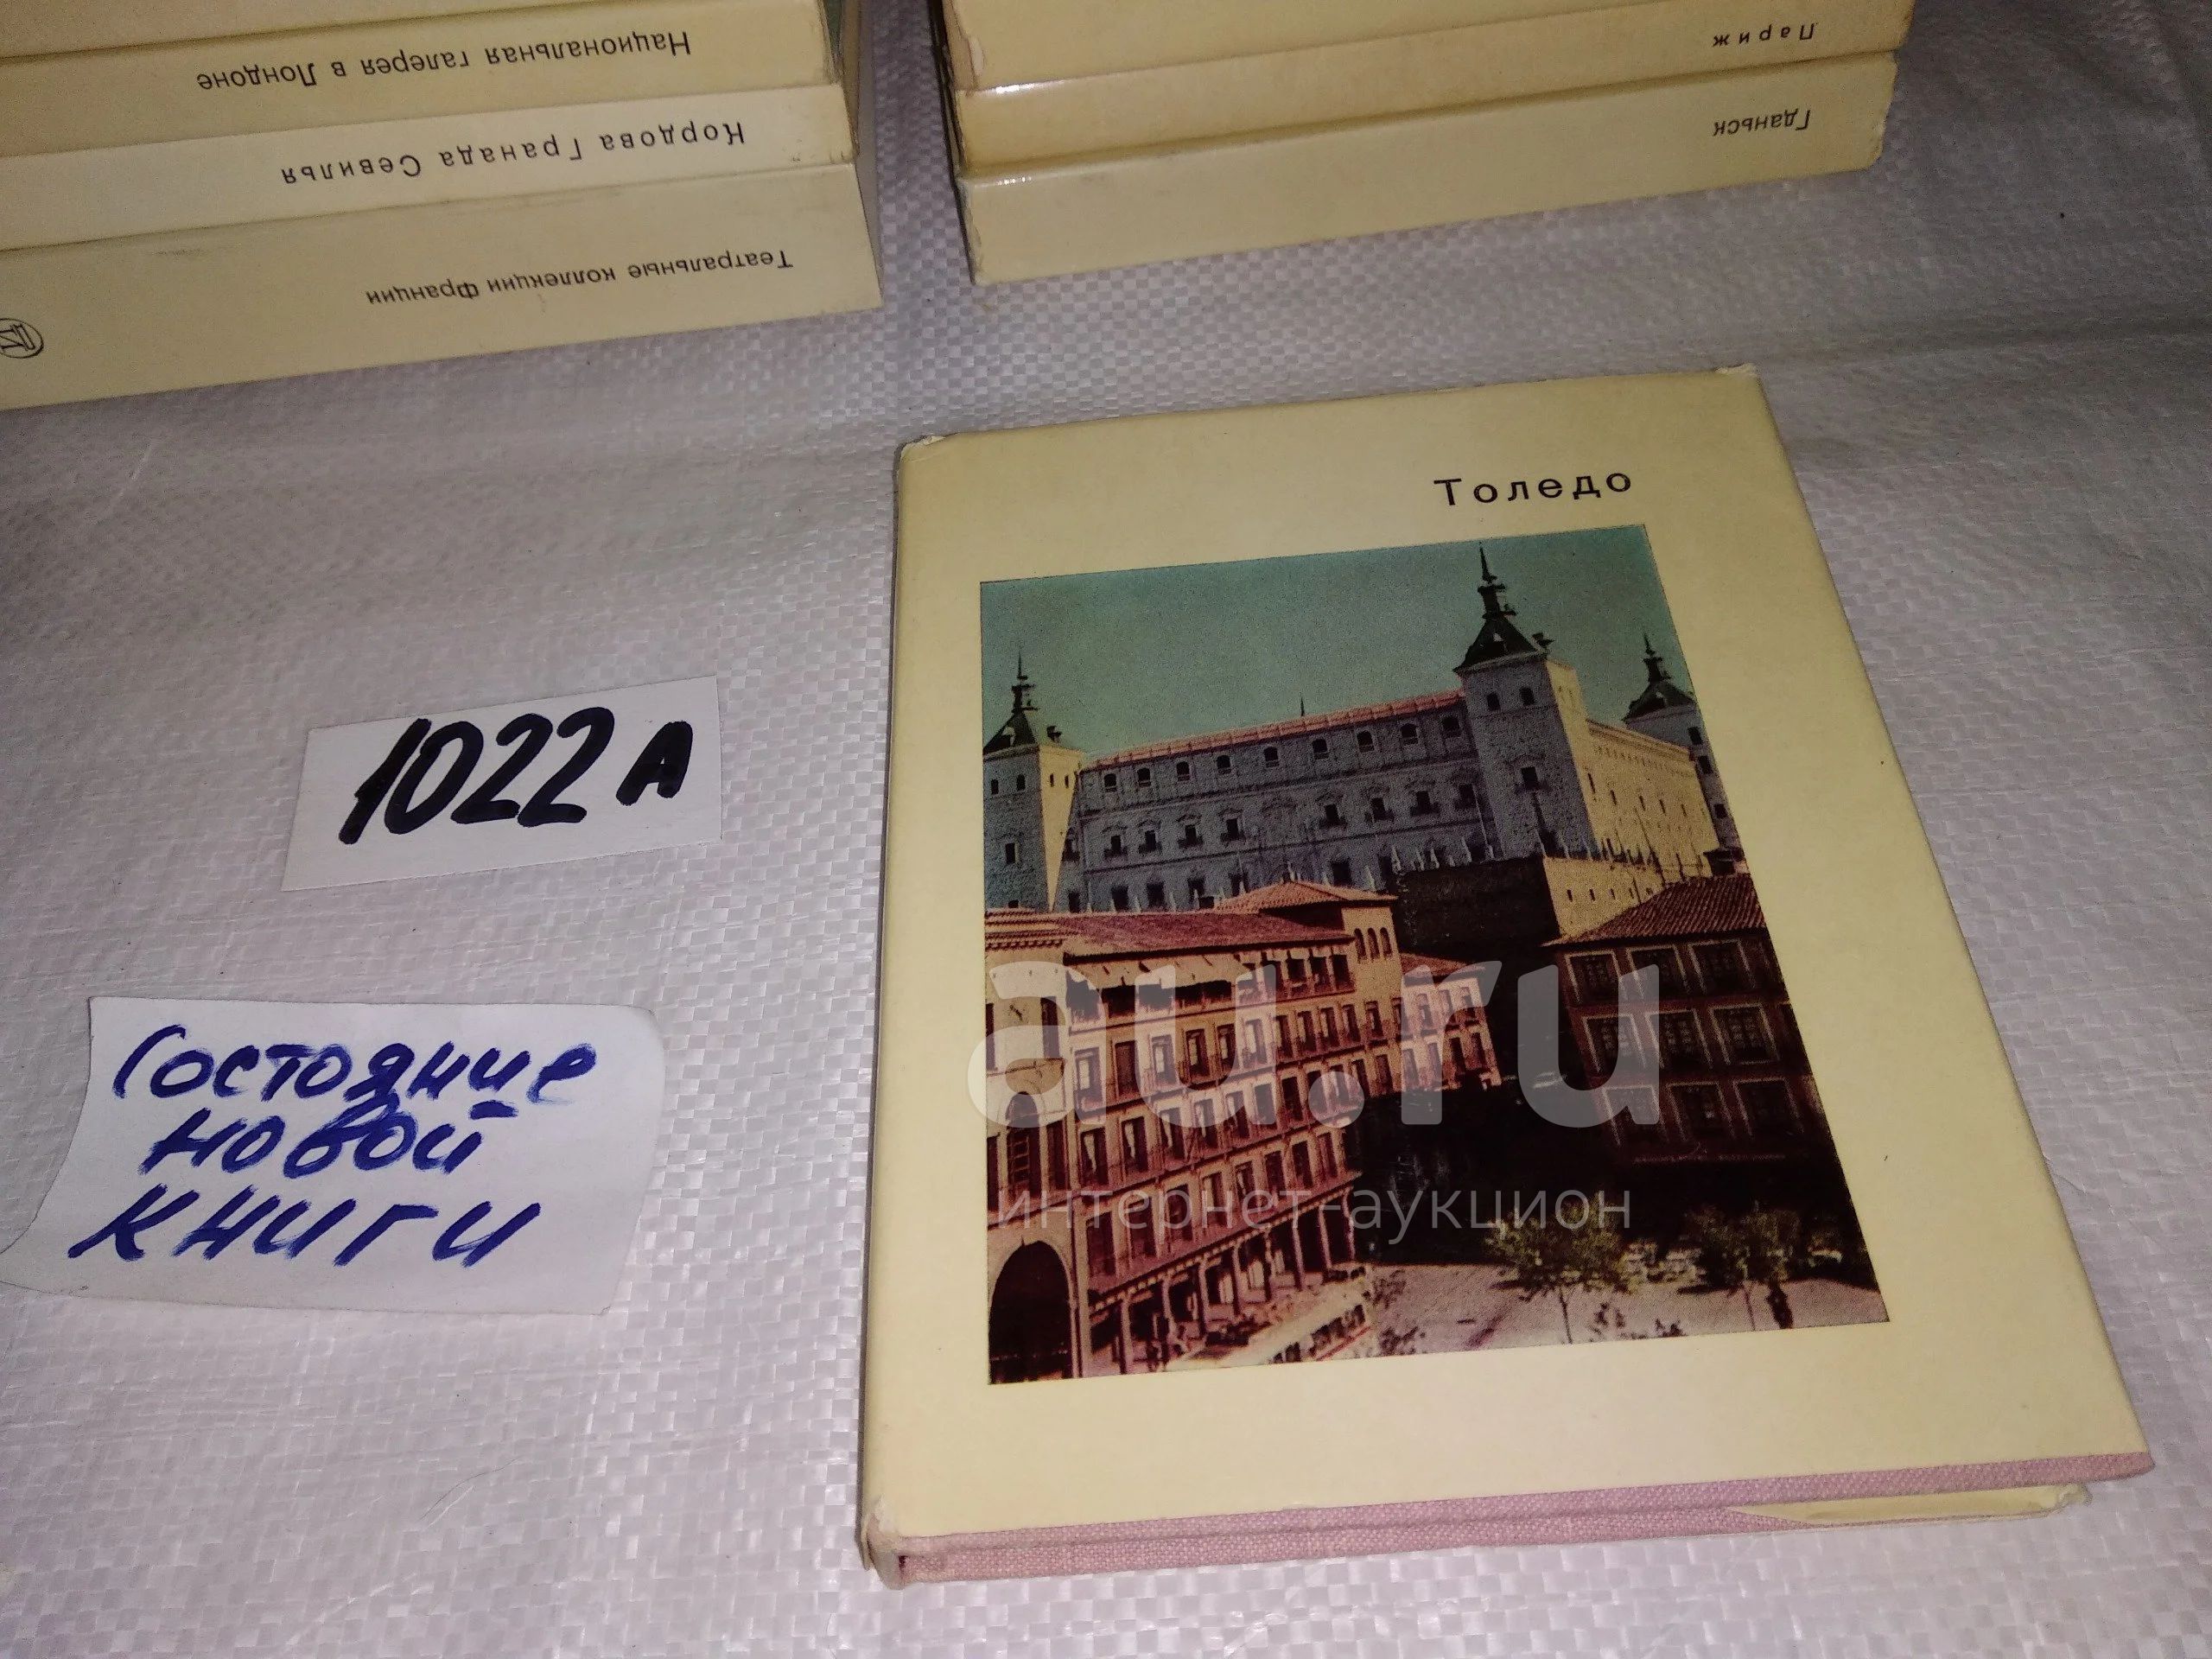 Национальная галерея в Лондоне
Кордова Гранада Севилья
Театральные коллекции Франции
Париж
Гданьск
Толедо
1022А
Состояние
новой
книги
au.ru
интернет-аукцион